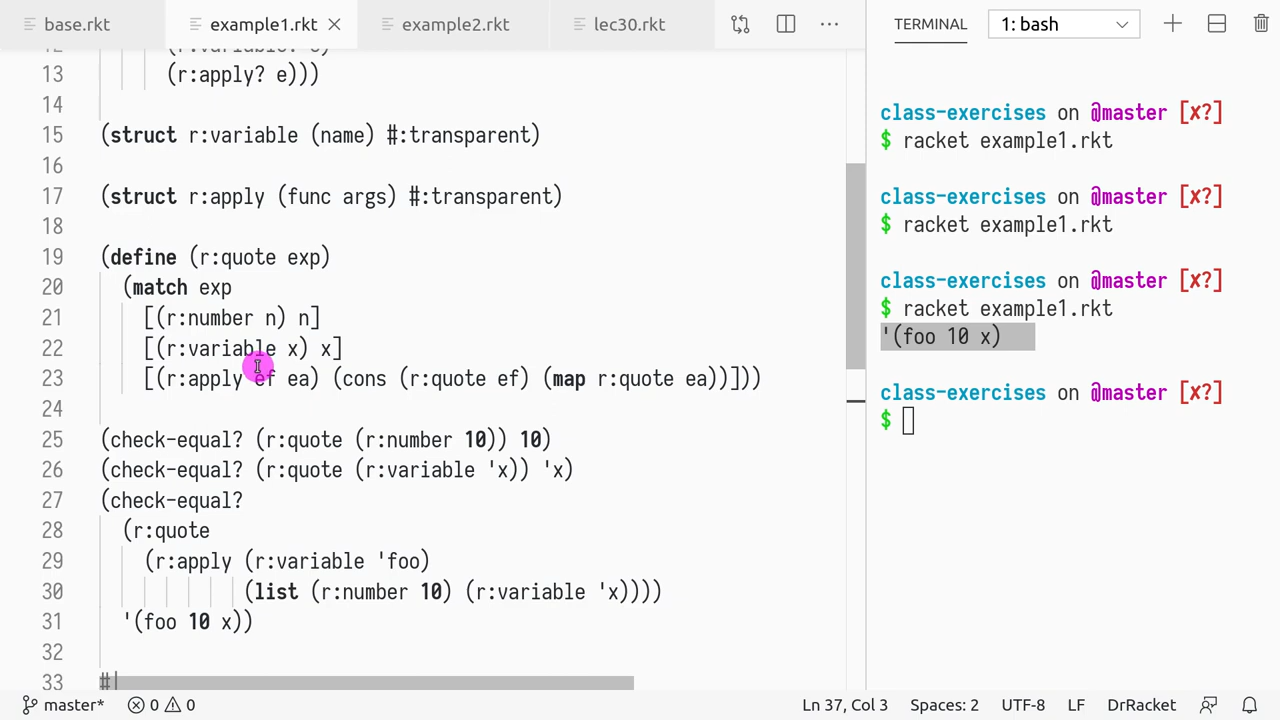 base.rkt example1.rkt example2.rkt lec30.rkt
TERMINAL 1: bash
12 (r:variable? e)
13 (r:apply? e)))
14
15 (struct r:variable (name) #:transparent)
16
17 (struct r:apply (func args) #:transparent)
18
19 (define (r:quote exp)
20 (match exp
21 [(r:number n) n]
22 [(r:variable x) x]
23 [(r:apply ef ea) (cons (r:quote ef) (map r:quote ea))]))
24
25 (check-equal? (r:quote (r:number 10)) 10)
26 (check-equal? (r:quote (r:variable 'x)) 'x)
27 (check-equal?
28 (r:quote
29 (r:apply (r:variable 'foo)
30 (list (r:number 10) (r:variable 'x))))
31 '(foo 10 x))
32
33 #|
class-exercises on @master [✘?]
$ racket example1.rkt
class-exercises on @master [✘?]
$ racket example1.rkt
class-exercises on @master [✘?]
$ racket example1.rkt
'(foo 10 x)
class-exercises on @master [✘?]
$
master* 0 0 Ln 37, Col 3 Spaces: 2 UTF-8 LF DrRacket